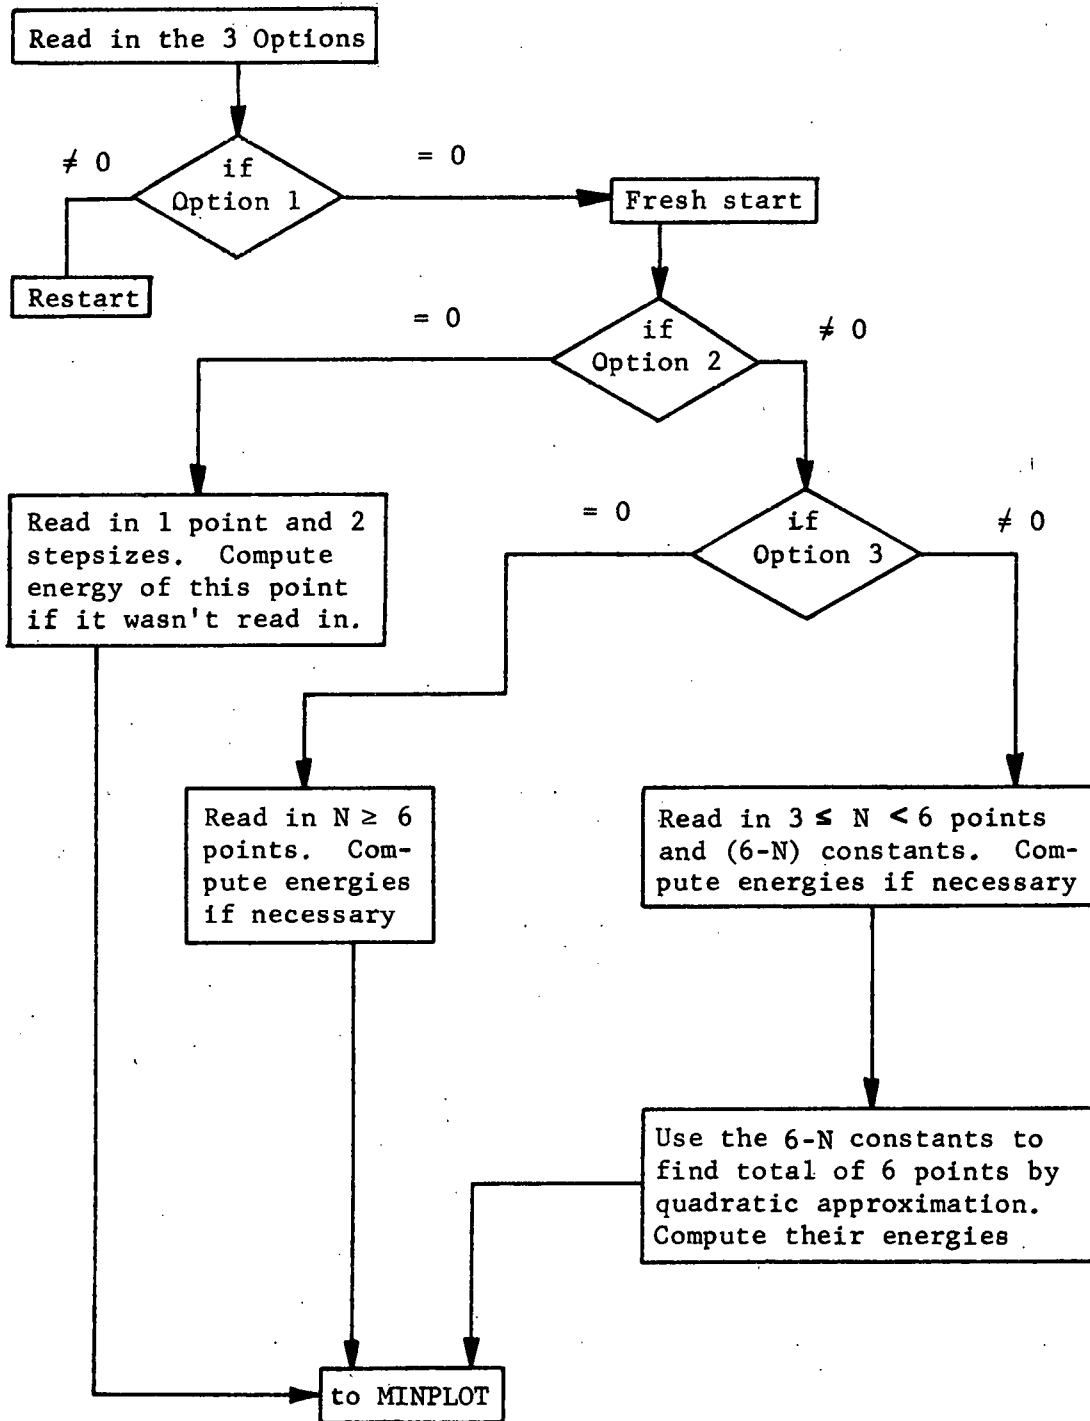 Read in the 3 Options
≠ 0
if
Option 1
= 0
Fresh start
Restart
= 0
if
Option 2
≠ 0
Read in 1 point and 2
stepsizes. Compute
energy of this point
if it wasn't read in.
= 0
if
Option 3
≠ 0
Read in N ≥ 6
points. Com-
pute energies
if necessary
Read in 3 ≤ N < 6 points
and (6-N) constants. Com-
pute energies if necessary
Use the 6-N constants to
find total of 6 points by
quadratic approximation.
Compute their energies
to MINPLOT